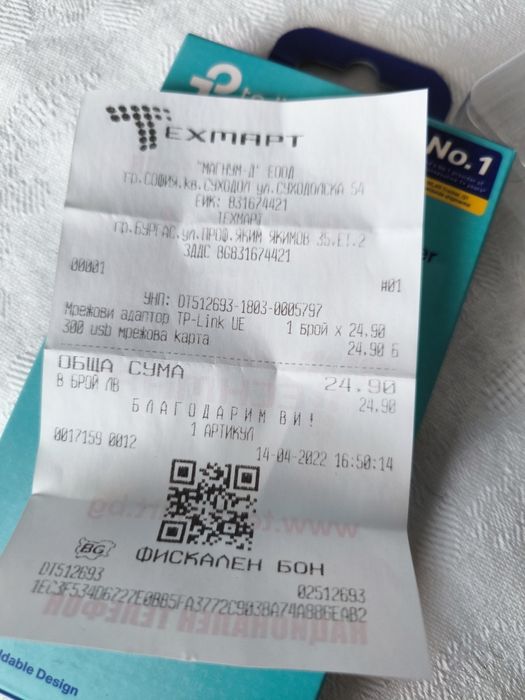 No.1
ТЕХМАРТ
"МАГНУМ-Д" ЕООД
ГР.СОФИЯ.КВ.СУХОДОЛ УЛ.СУХОДОЛСКА 54
ЕИК: 831674421
ТЕХМАРТ
ГР.БУРГАС.УЛ.ПРОФ.ЯКИМ ЯКИМОВ 35.ЕТ.2
ЗДДС BG831674421
00001 #01
УНП: DT512693-1803-0005797
Мрежови адаптор TP-Link UE 1 Брой x 24.90
300 usb мрежова карта 24.90 Б
ОБЩА СУМА 24.90
В БРОЙ ЛВ 24.90
БЛАГОДАРИМ ВИ!
1 АРТИКУЛ
0017159 0012 14-04-2022 16:50:14
BG ФИСКАЛЕН БОН
DT512693 02512693
ldable Design